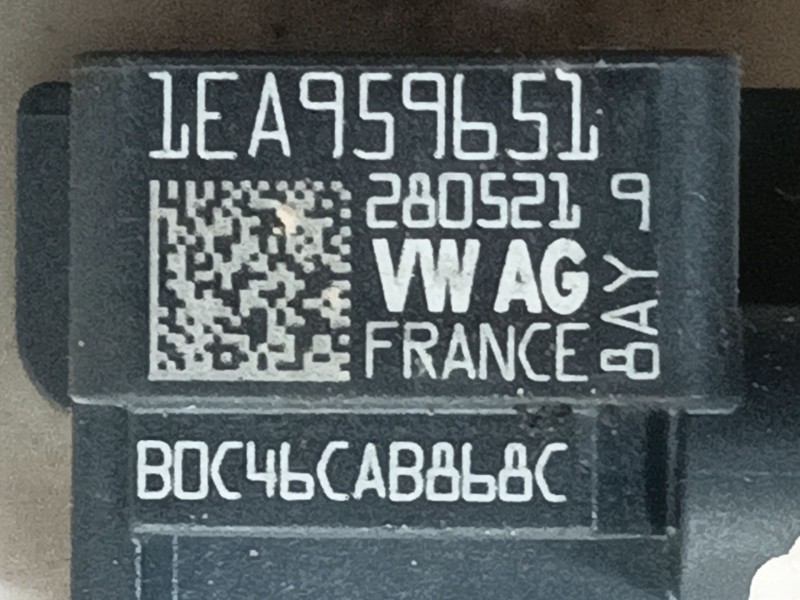 1EA959651
280521 9
VW AG
FRANCE
8AY
B0C46CAB868C